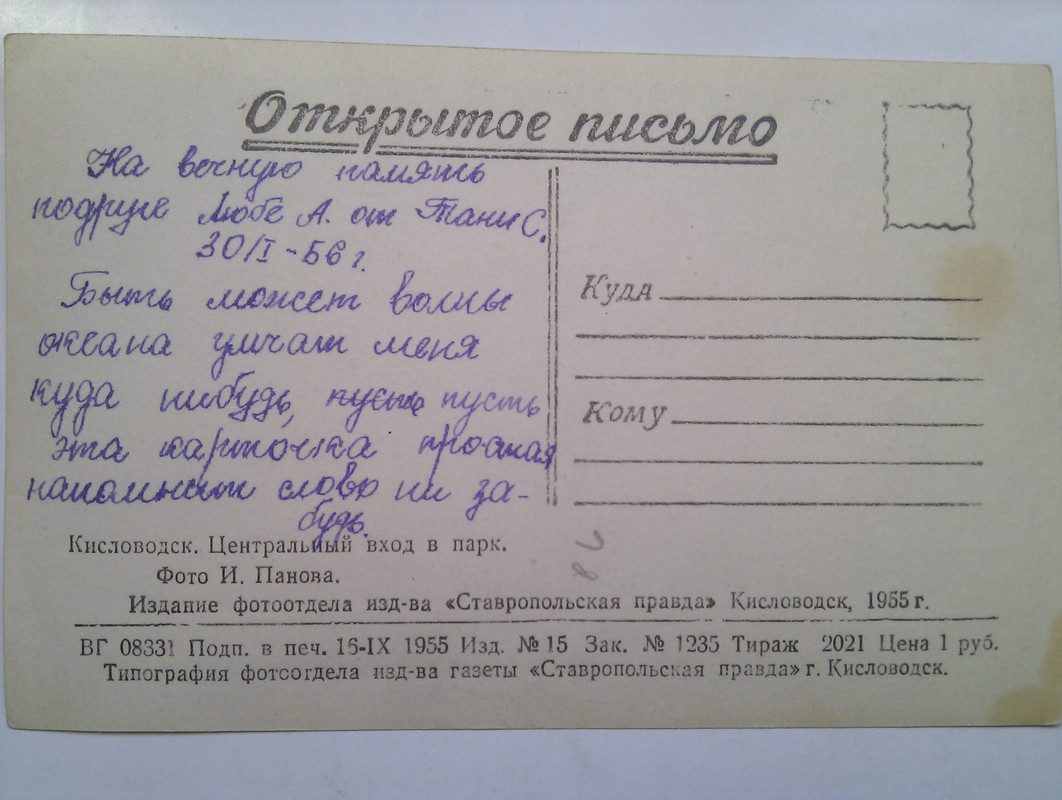 Открытое письмо
На вечную память
подруге Любе А. от Тани С.
30/I-56 г.
Быть может волны
океана умчат меня
куда нибудь, пусть пусть
эта карточка простая
напомнит слово ни за-
будь.
Куда
Кому
Кисловодск. Центральный вход в парк.
Фото И. Панова.
Издание фотоотдела изд-ва «Ставропольская правда» Кисловодск, 1955 г.
ВГ 08331 Подп. в печ. 16-IX 1955 Изд. № 15 Зак. № 1235 Тираж 2021 Цена 1 руб.
Типография фотоотдела изд-ва газеты «Ставропольская правда» г. Кисловодск.